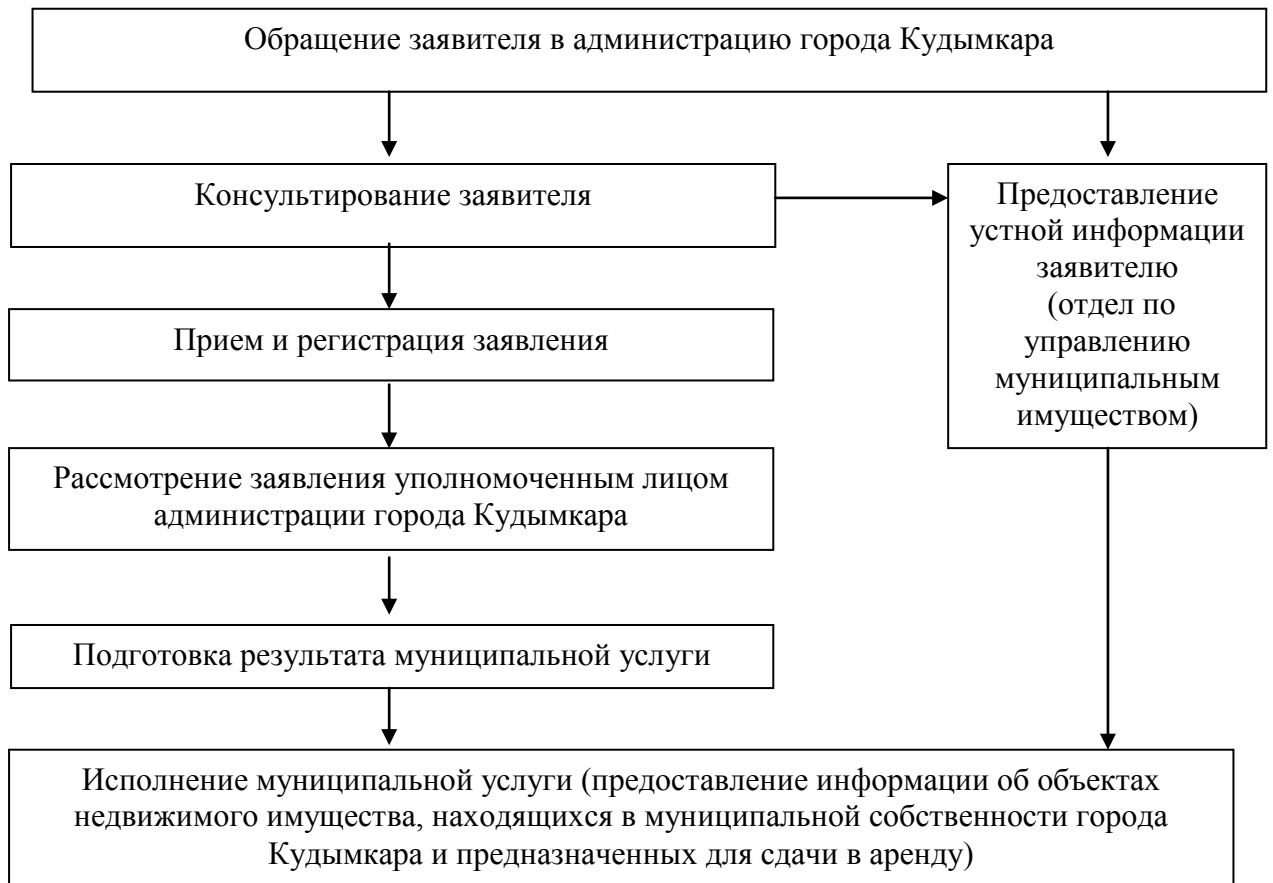 Обращение заявителя в администрацию города Кудымкара
Консультирование заявителя
Предоставление
устной информации
заявителю
(отдел по
управлению
муниципальным
имуществом)
Прием и регистрация заявления
Рассмотрение заявления уполномоченным лицом
администрации города Кудымкара
Подготовка результата муниципальной услуги
Исполнение муниципальной услуги (предоставление информации об объектах
недвижимого имущества, находящихся в муниципальной собственности города
Кудымкара и предназначенных для сдачи в аренду)